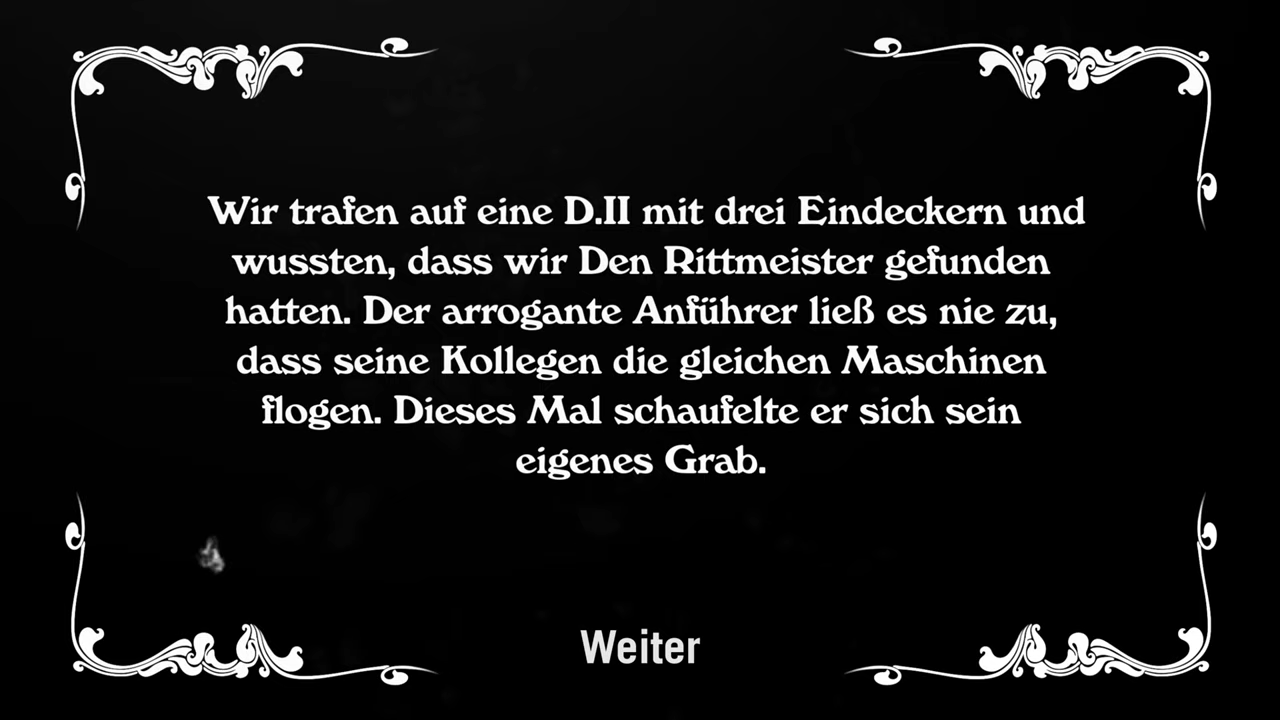 Wir trafen auf eine D.II mit drei Eindeckern und
wussten, dass wir Den Rittmeister gefunden
hatten. Der arrogante Anführer ließ es nie zu,
dass seine Kollegen die gleichen Maschinen
flogen. Dieses Mal schaufelte er sich sein
eigenes Grab.
Weiter